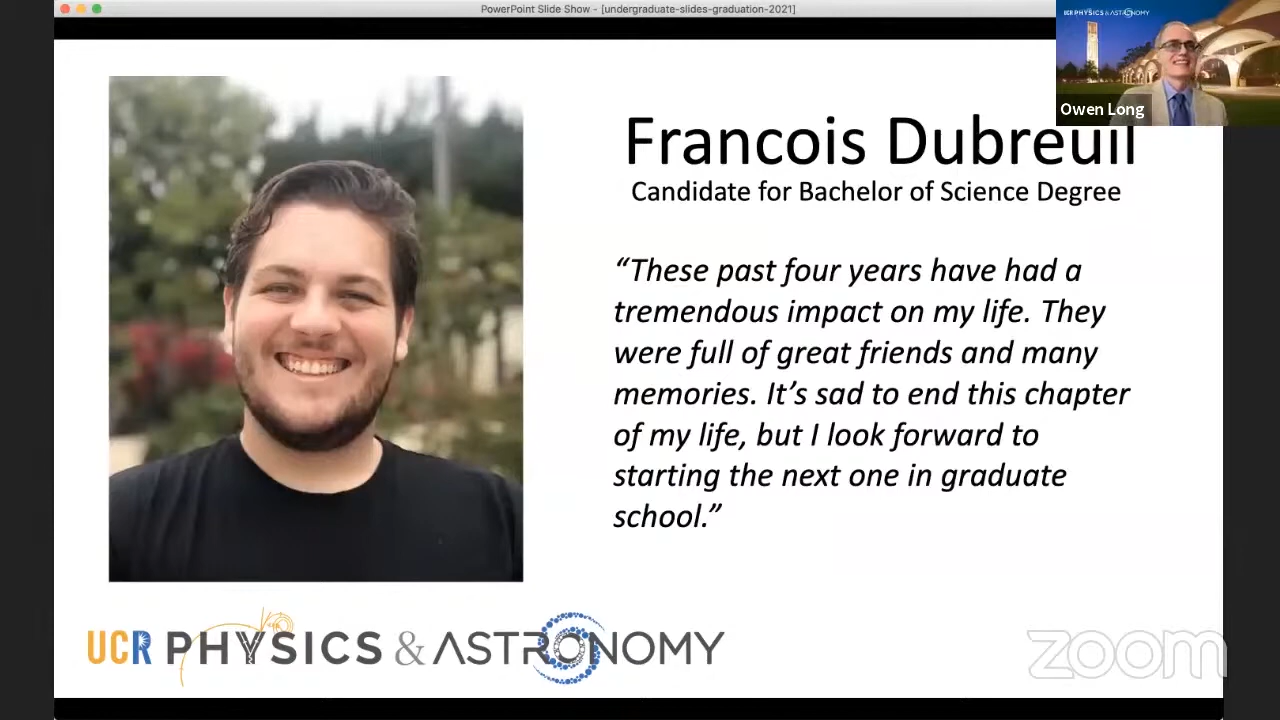 PowerPoint Slide Show - [undergraduate-slides-graduation-2021]
UCR PHYSICS & ASTRONOMY
Owen Long
Francois Dubreuil
Candidate for Bachelor of Science Degree
“These past four years have had a
tremendous impact on my life. They
were full of great friends and many
memories. It’s sad to end this chapter
of my life, but I look forward to
starting the next one in graduate
school.”
UCR PHYSICS & ASTRONOMY
zoom